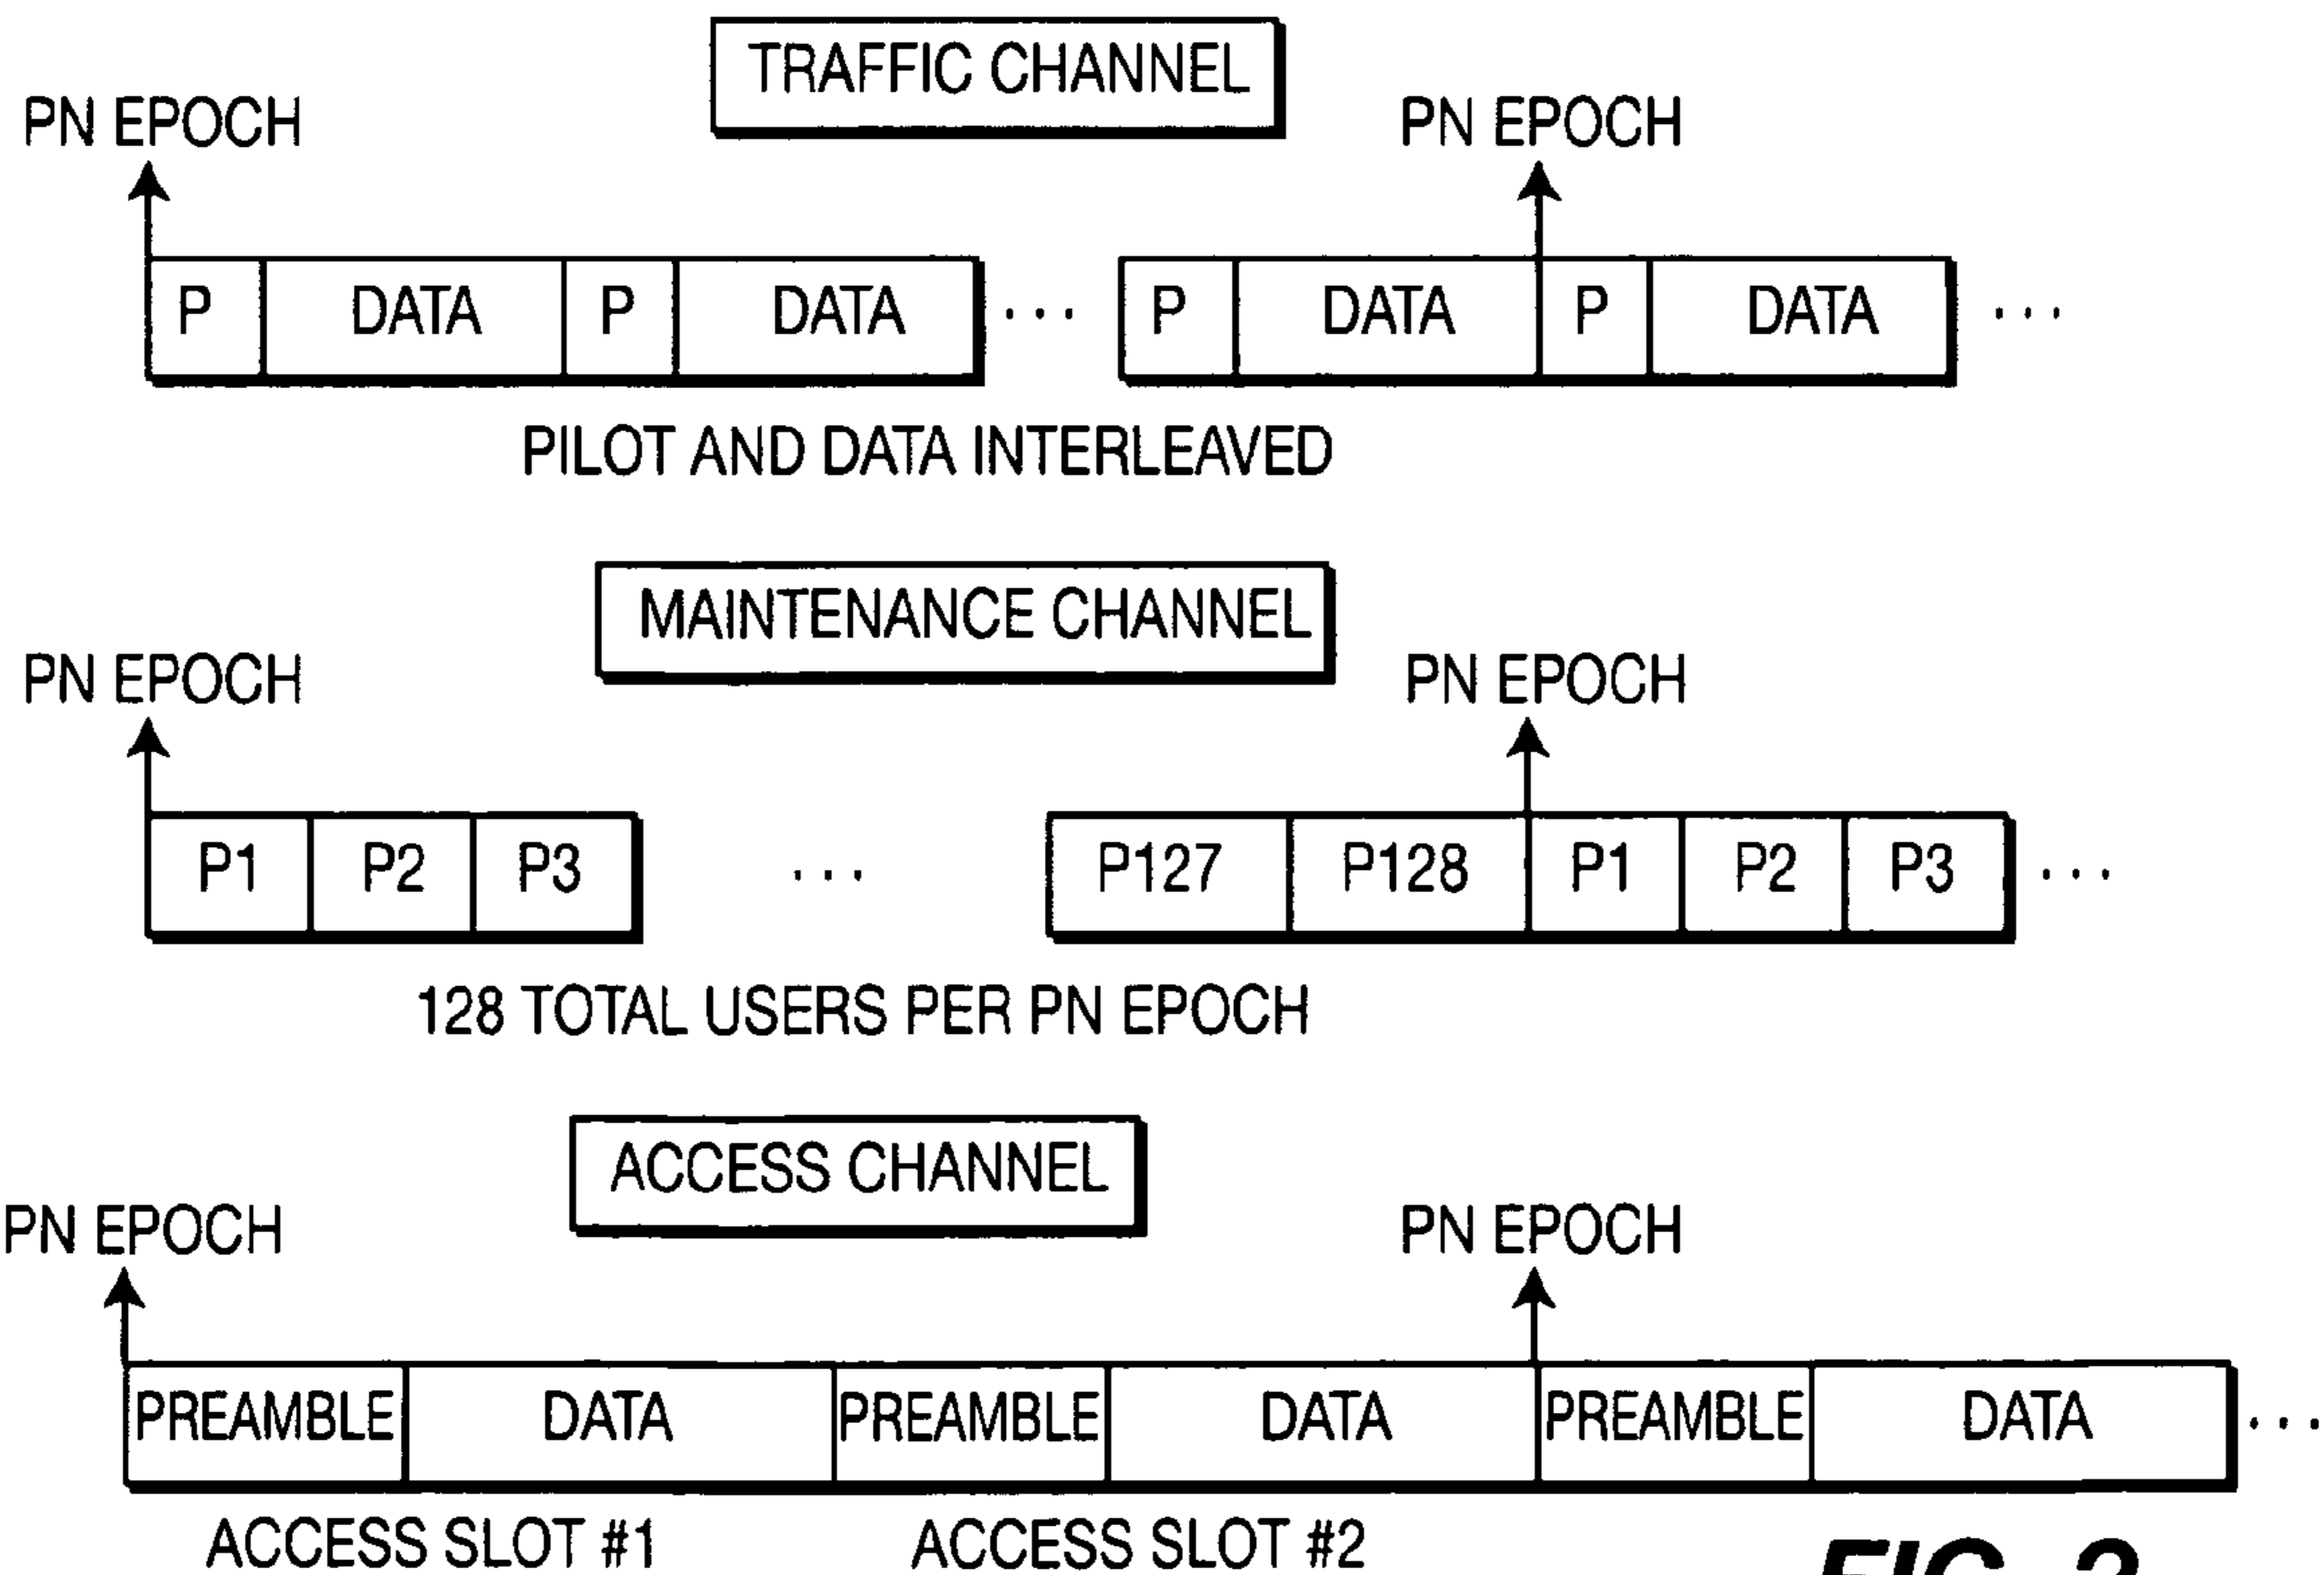 TRAFFIC CHANNEL
PN EPOCH PN EPOCH
P DATA P DATA ... P DATA P DATA ...
PILOT AND DATA INTERLEAVED
MAINTENANCE CHANNEL
PN EPOCH PN EPOCH
P1 P2 P3 ... P127 P128 P1 P2 P3 ...
128 TOTAL USERS PER PN EPOCH
ACCESS CHANNEL
PN EPOCH PN EPOCH
PREAMBLE DATA PREAMBLE DATA PREAMBLE DATA ...
ACCESS SLOT #1 ACCESS SLOT #2